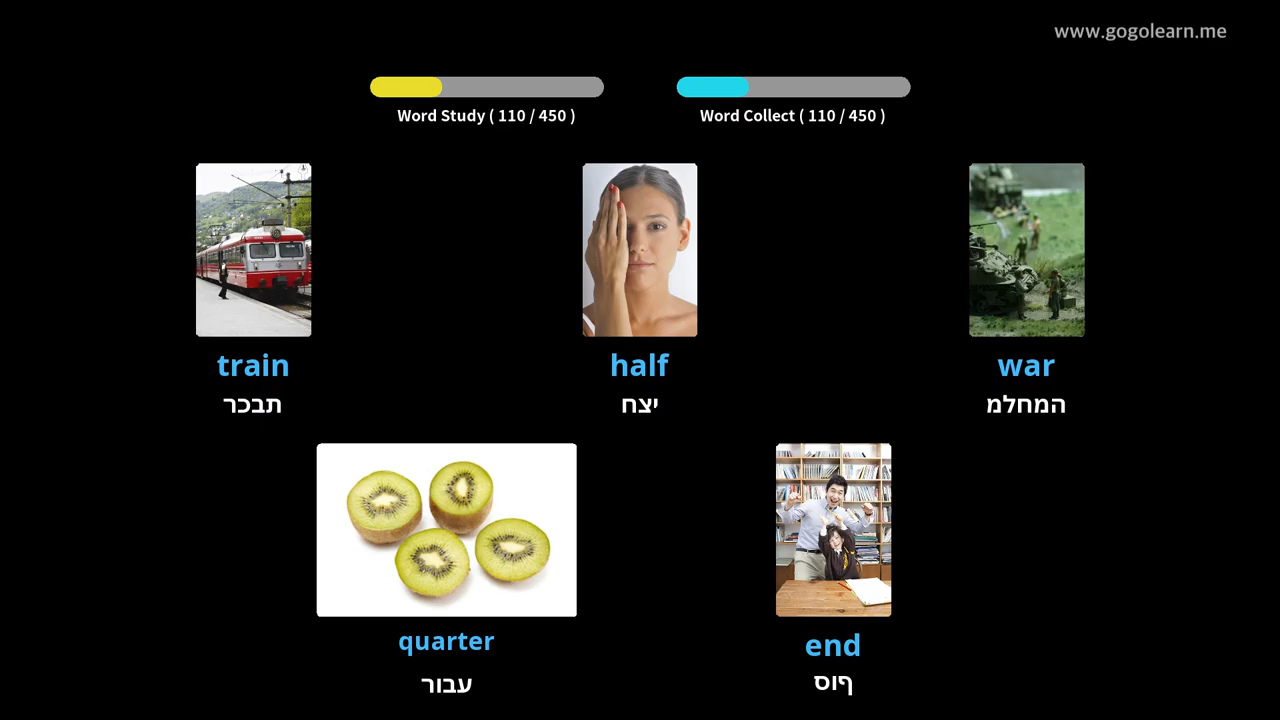 www.gogolearn.me
Word Study ( 110 / 450 )
Word Collect ( 110 / 450 )
train
תבכר
half
יצח
war
המחלמ
quarter
עבור
end
ףוס